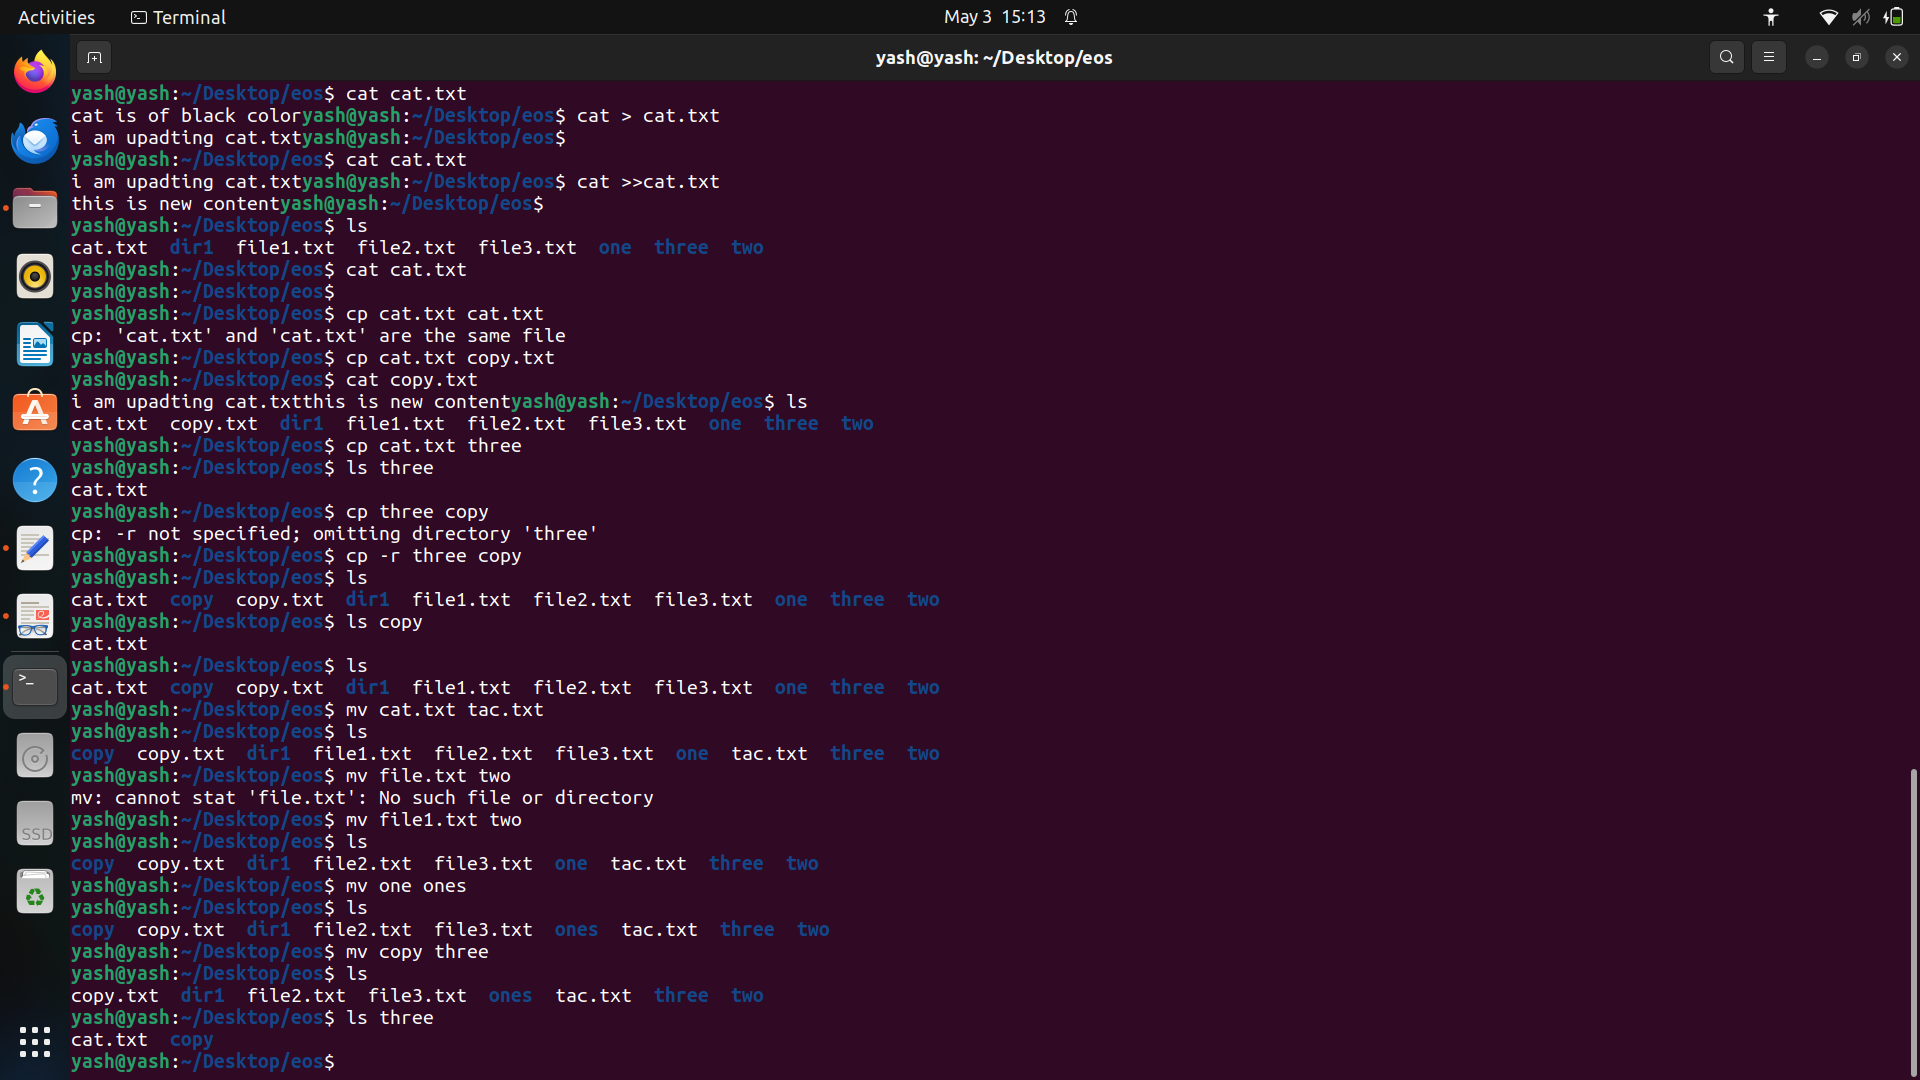 Activities
Terminal
May 3 15:13
yash@yash: ~/Desktop/eos
yash@yash:~/Desktop/eos$ cat cat.txt
cat is of black coloryash@yash:~/Desktop/eos$ cat > cat.txt
i am upadting cat.txtyash@yash:~/Desktop/eos$
yash@yash:~/Desktop/eos$ cat cat.txt
i am upadting cat.txtyash@yash:~/Desktop/eos$ cat >>cat.txt
this is new contentyash@yash:~/Desktop/eos$
yash@yash:~/Desktop/eos$ ls
cat.txt  dir1  file1.txt  file2.txt  file3.txt  one  three  two
yash@yash:~/Desktop/eos$ cat cat.txt
yash@yash:~/Desktop/eos$
yash@yash:~/Desktop/eos$ cp cat.txt cat.txt
cp: 'cat.txt' and 'cat.txt' are the same file
yash@yash:~/Desktop/eos$ cp cat.txt copy.txt
yash@yash:~/Desktop/eos$ cat copy.txt
i am upadting cat.txtthis is new contentyash@yash:~/Desktop/eos$ ls
cat.txt  copy.txt  dir1  file1.txt  file2.txt  file3.txt  one  three  two
yash@yash:~/Desktop/eos$ cp cat.txt three
yash@yash:~/Desktop/eos$ ls three
cat.txt
yash@yash:~/Desktop/eos$ cp three copy
cp: -r not specified; omitting directory 'three'
yash@yash:~/Desktop/eos$ cp -r three copy
yash@yash:~/Desktop/eos$ ls
cat.txt  copy  copy.txt  dir1  file1.txt  file2.txt  file3.txt  one  three  two
yash@yash:~/Desktop/eos$ ls copy
cat.txt
yash@yash:~/Desktop/eos$ ls
cat.txt  copy  copy.txt  dir1  file1.txt  file2.txt  file3.txt  one  three  two
yash@yash:~/Desktop/eos$ mv cat.txt tac.txt
yash@yash:~/Desktop/eos$ ls
copy  copy.txt  dir1  file1.txt  file2.txt  file3.txt  one  tac.txt  three  two
yash@yash:~/Desktop/eos$ mv file.txt two
mv: cannot stat 'file.txt': No such file or directory
yash@yash:~/Desktop/eos$ mv file1.txt two
yash@yash:~/Desktop/eos$ ls
copy  copy.txt  dir1  file2.txt  file3.txt  one  tac.txt  three  two
yash@yash:~/Desktop/eos$ mv one ones
yash@yash:~/Desktop/eos$ ls
copy  copy.txt  dir1  file2.txt  file3.txt  ones  tac.txt  three  two
yash@yash:~/Desktop/eos$ mv copy three
yash@yash:~/Desktop/eos$ ls
copy.txt  dir1  file2.txt  file3.txt  ones  tac.txt  three  two
yash@yash:~/Desktop/eos$ ls three
cat.txt  copy
yash@yash:~/Desktop/eos$
SSD